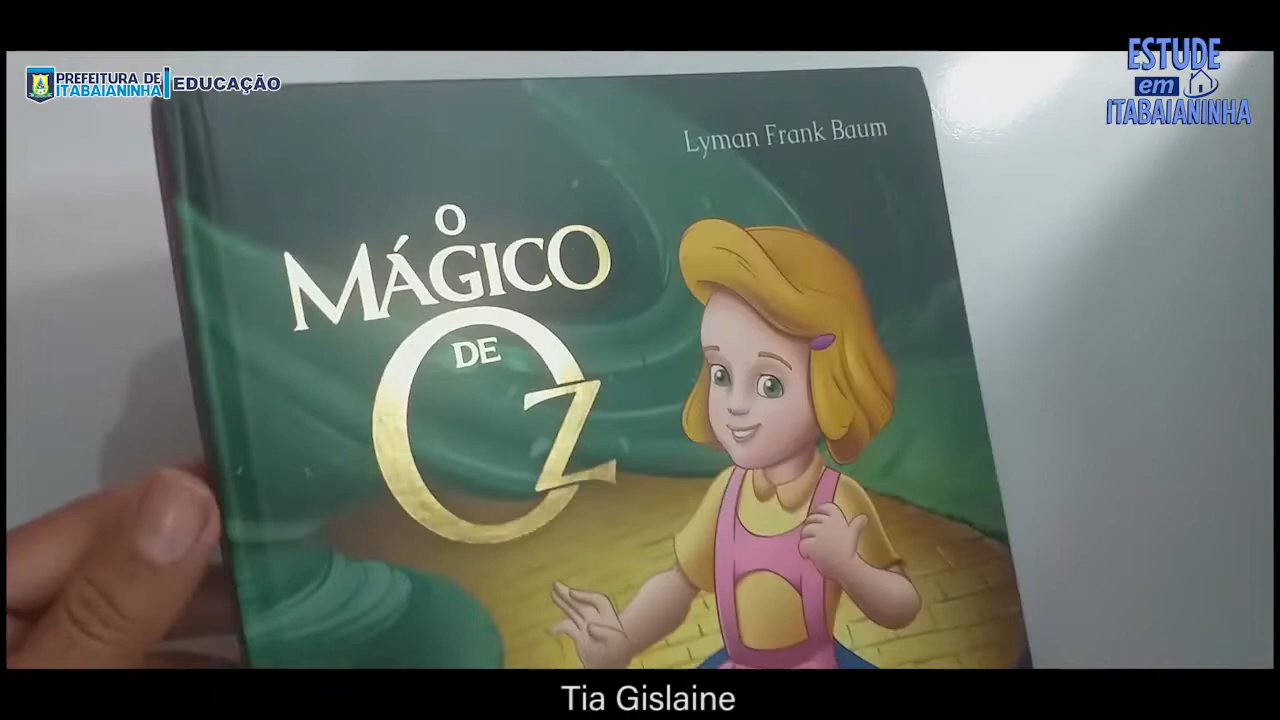 PREFEITURA DE
ITABAIANINHA
EDUCAÇÃO
ESTUDE
em
ITABAIANINHA
Lyman Frank Baum
O
MÁGICO
DE
OZ
Tia Gislaine